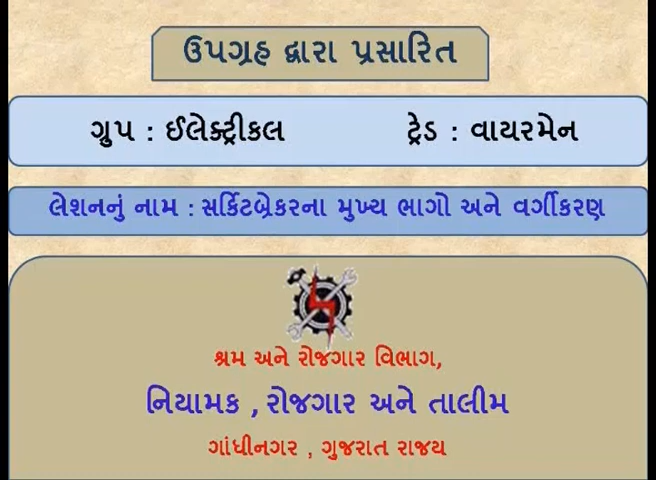 ઉપગ્રહ દ્વારા પ્રસારિત
ગ્રુપ : ઈલેક્ટ્રીકલ ટ્રેડ : વાયરમેન
લેશનનું નામ : સર્કિટબ્રેકરના મુખ્ય ભાગો અને વર્ગીકરણ
શ્રમ અને રોજગાર વિભાગ,
નિયામક , રોજગાર અને તાલીમ
ગાંધીનગર , ગુજરાત રાજય